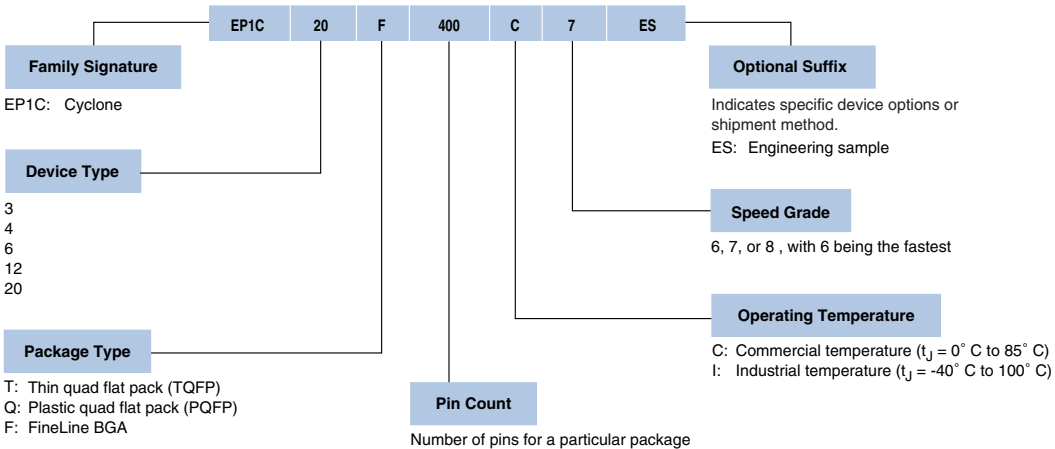 EP1C 20 F 400 C 7 ES
Family Signature
EP1C: Cyclone
Device Type
3
4
6
12
20
Package Type
T: Thin quad flat pack (TQFP)
Q: Plastic quad flat pack (PQFP)
F: FineLine BGA
Pin Count
Number of pins for a particular package
Optional Suffix
Indicates specific device options or
shipment method.
ES: Engineering sample
Speed Grade
6, 7, or 8 , with 6 being the fastest
Operating Temperature
C: Commercial temperature (tJ = 0° C to 85° C)
I: Industrial temperature (tJ = -40° C to 100° C)